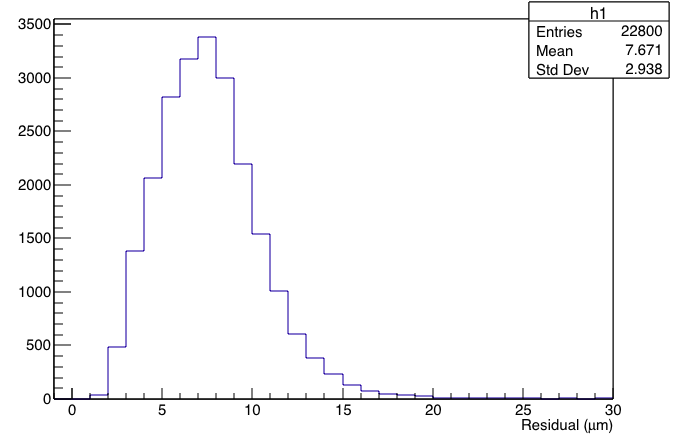 h1
Entries 22800
Mean 7.671
Std Dev 2.938
3500
3000
2500
2000
1500
1000
500
0
0 5 10 15 20 25 30
Residual (μm)